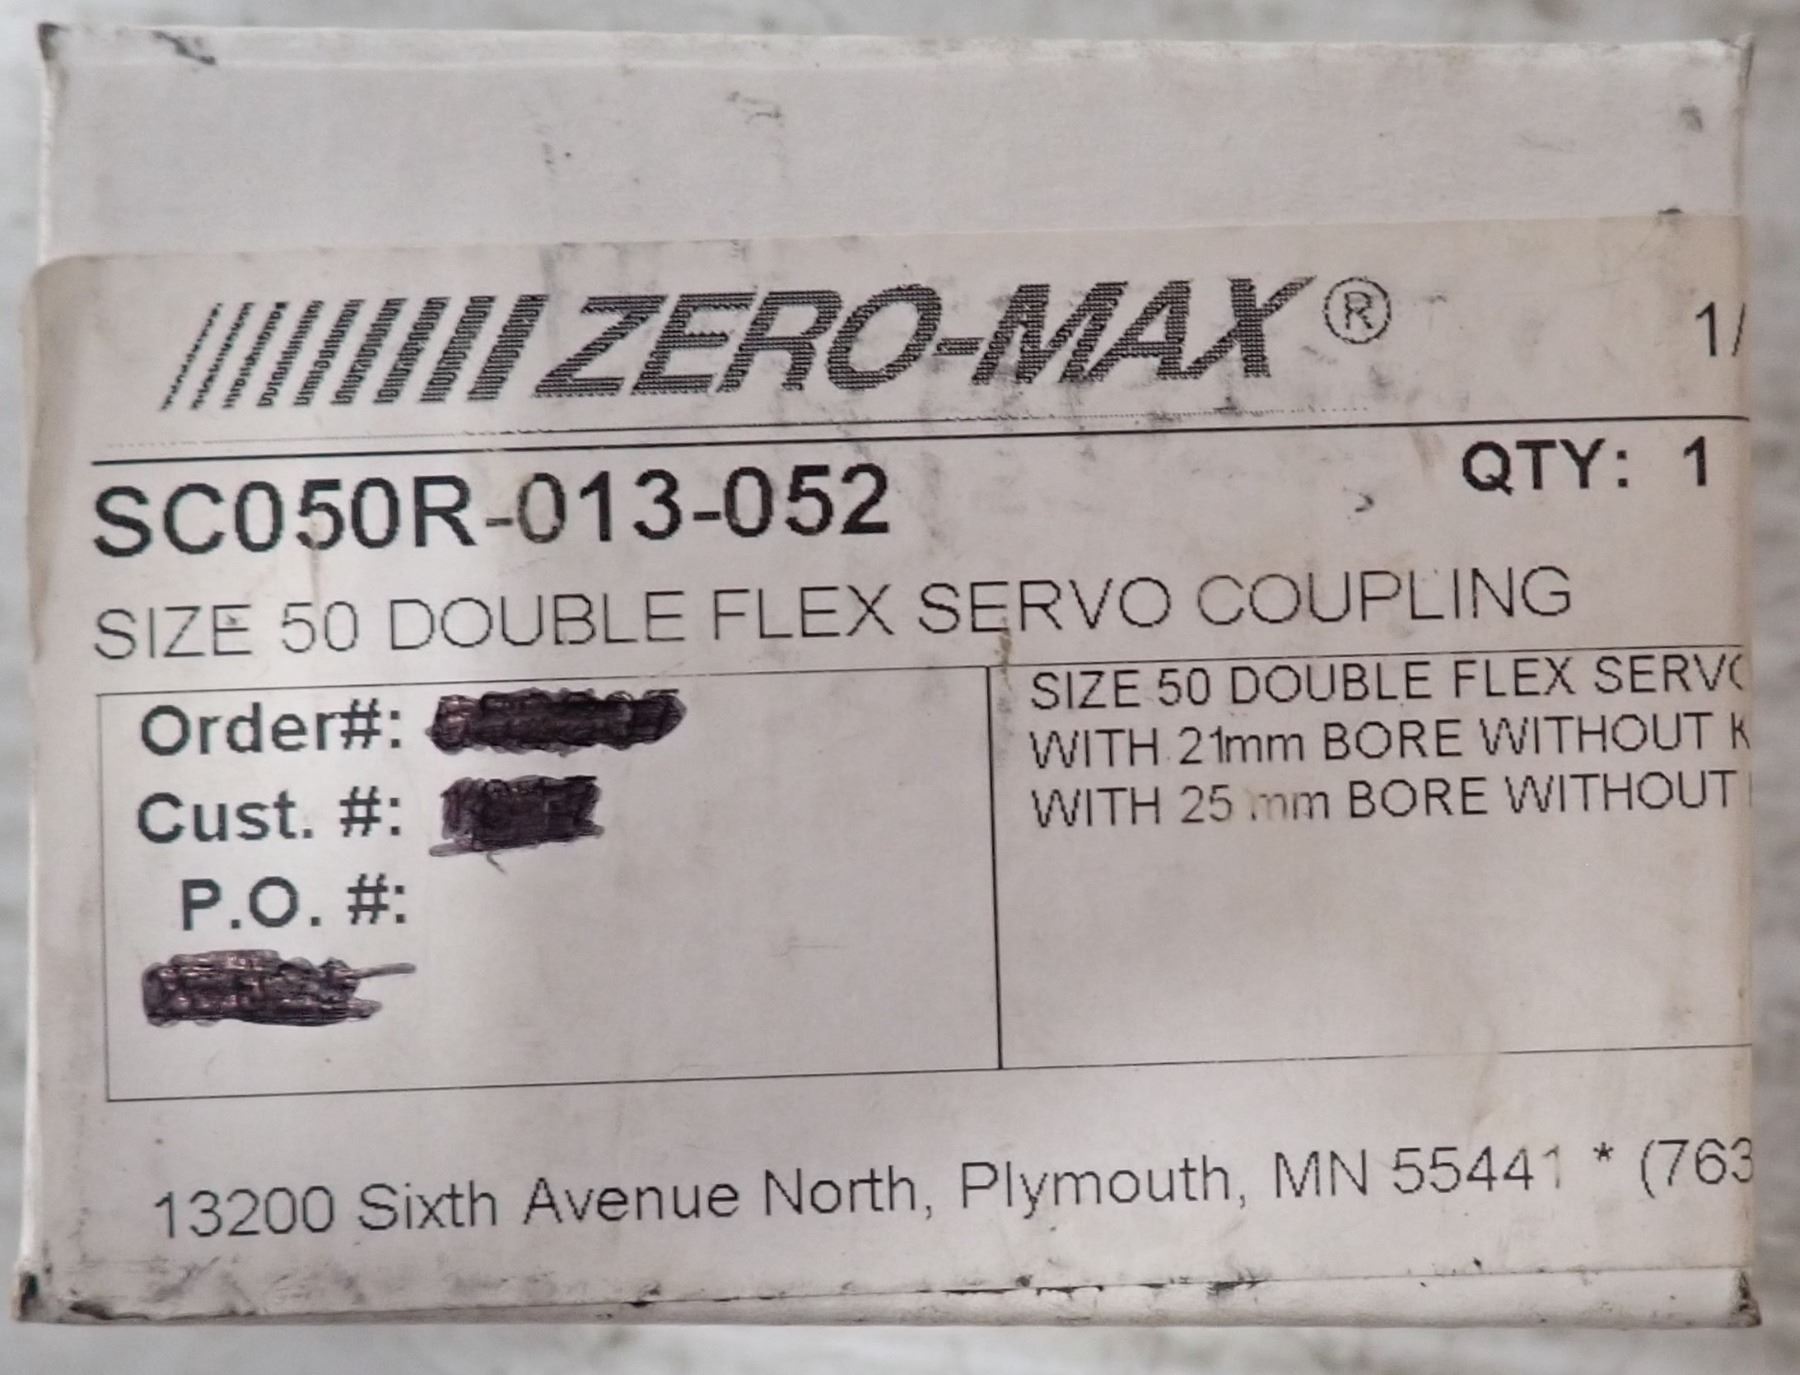 ZERO-MAX®
1/
SC050R-013-052
QTY: 1
SIZE 50 DOUBLE FLEX SERVO COUPLING
Order#:
Cust. #:
P.O. #:
SIZE 50 DOUBLE FLEX SERVO
WITH 21mm BORE WITHOUT K
WITH 25 mm BORE WITHOUT
13200 Sixth Avenue North, Plymouth, MN 55441 * (763